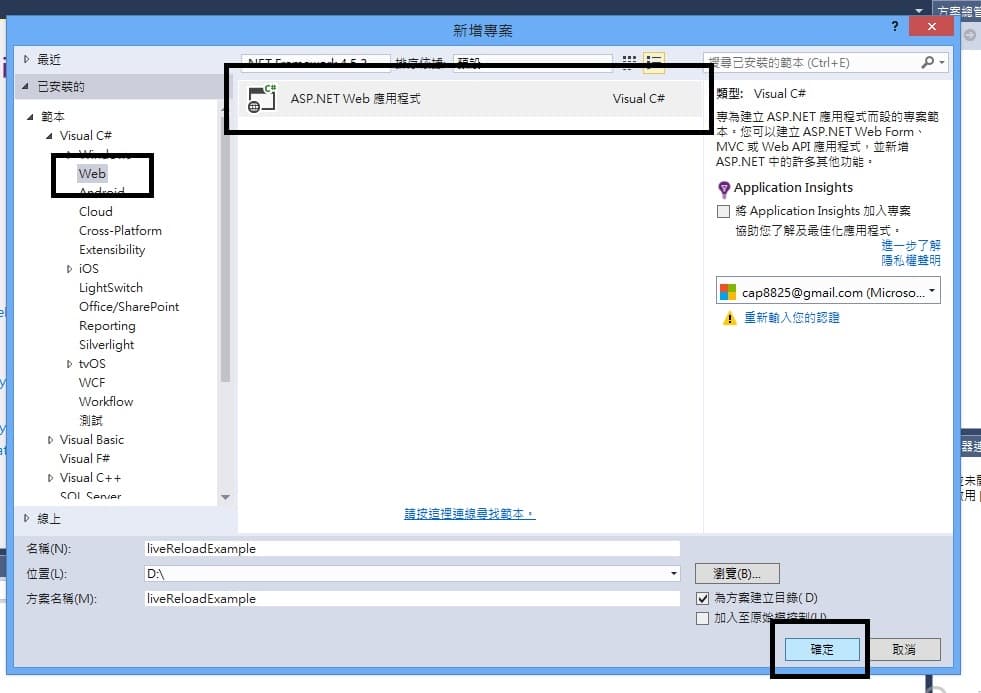 方案總管
新增專案
?
最近
.NET Framework 4.5.2
排序依據:
預設
搜尋已安裝的範本 (Ctrl+E)
已安裝的
範本
Visual C#
Windows
Web
Android
Cloud
Cross-Platform
Extensibility
iOS
LightSwitch
Office/SharePoint
Reporting
Silverlight
tvOS
WCF
Workflow
測試
Visual Basic
Visual F#
Visual C++
SQL Server
線上
ASP.NET Web 應用程式
Visual C#
請按這裡連線尋找範本。
類型: Visual C#
專為建立 ASP.NET 應用程式而設的專案範
本。您可以建立 ASP.NET Web Form、
MVC 或 Web API 應用程式，並新增
ASP.NET 中的許多其他功能。
Application Insights
將 Application Insights 加入專案
協助您了解及最佳化應用程式。
進一步了解
隱私權聲明
cap8825@gmail.com (Microso...
重新輸入您的認證
名稱(N):
liveReloadExample
位置(L):
D:\
瀏覽(B)...
方案名稱(M):
liveReloadExample
為方案建立目錄( D)
加入至原始檔控制(U)
確定
取消